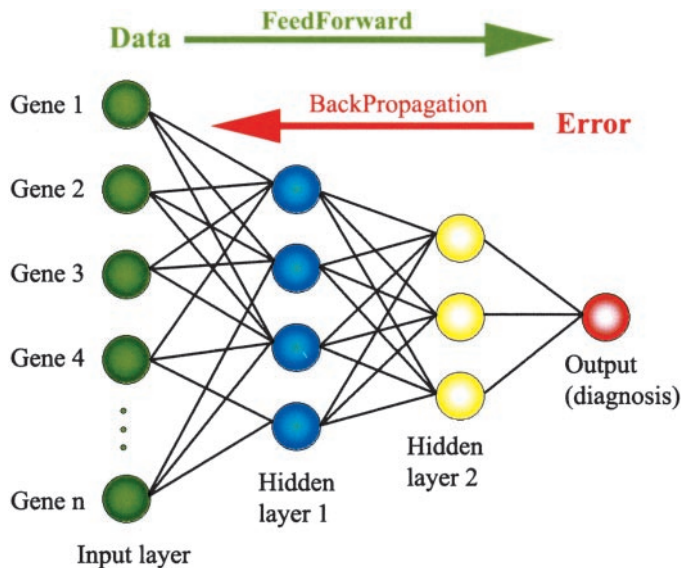 FeedForward
Data
BackPropagation
Error
Gene 1
Gene 2
Gene 3
Gene 4
Gene n
Input layer
Hidden
layer 1
Hidden
layer 2
Output
(diagnosis)